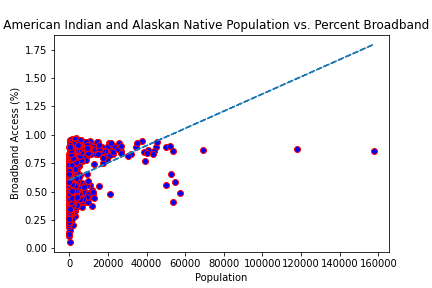 American Indian and Alaskan Native Population vs. Percent Broadband
Broadband Access (%)
1.75
1.50
1.25
1.00
0.75
0.50
0.25
0.00
0 20000 40000 60000 80000 100000 120000 140000 160000
Population